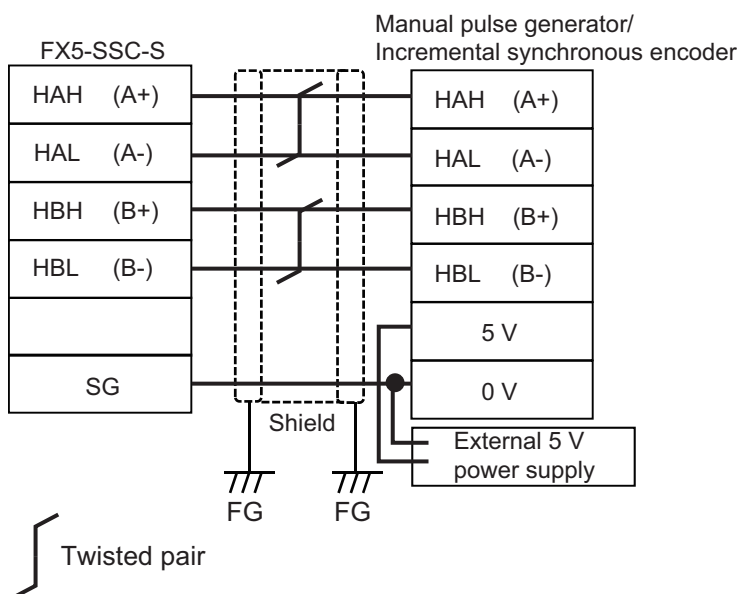 Manual pulse generator/
Incremental synchronous encoder
FX5-SSC-S
HAH (A+)
HAL (A-)
HBH (B+)
HBL (B-)
SG
HAH (A+)
HAL (A-)
HBH (B+)
HBL (B-)
5 V
0 V
Shield
External 5 V
power supply
FG
FG
Twisted pair